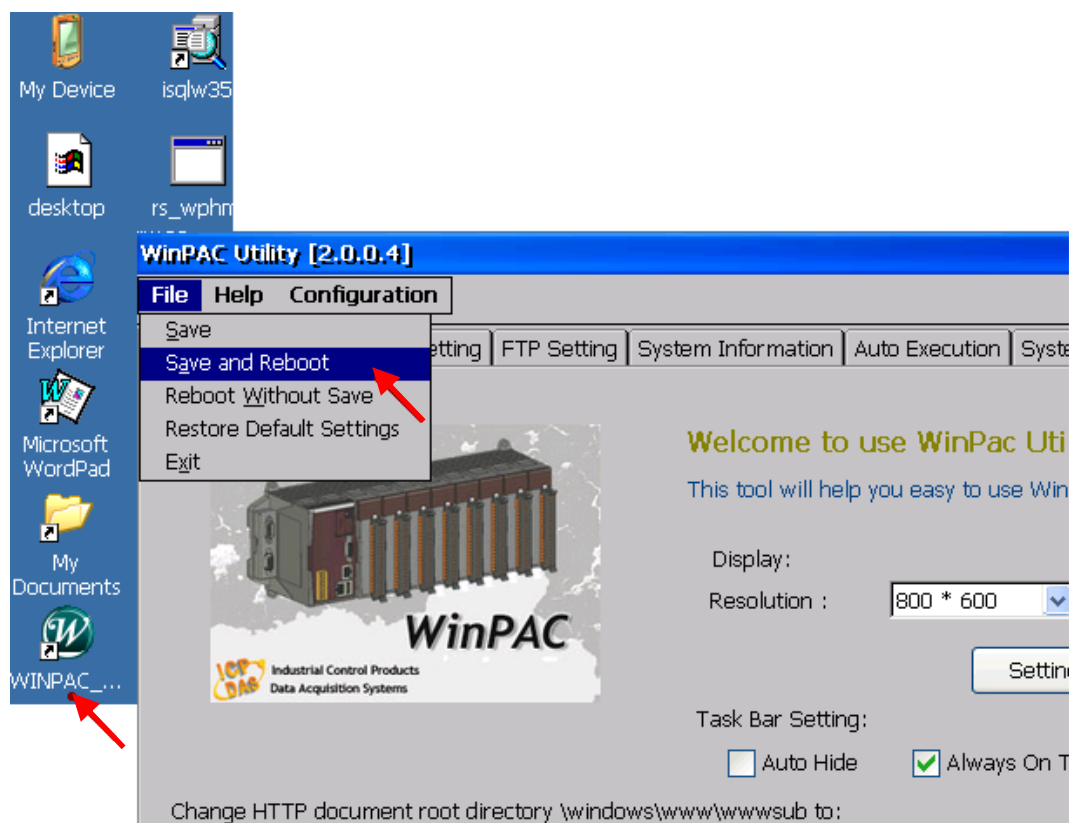 My Device
isqlw35
desktop
rs_wphm
Internet
Explorer
Microsoft
WordPad
My
Documents
WINPAC_...
WinPAC Utility [2.0.0.4]
File Help Configuration
Save
Save and Reboot
Reboot Without Save
Restore Default Settings
Exit
etting FTP Setting System Information Auto Execution Syste
Welcome to use WinPac Uti
This tool will help you easy to use Win
Display:
Resolution : 800 * 600
Setting
Task Bar Setting:
Auto Hide Always On T
WinPAC
ICP DAS
Industrial Control Products
Data Acquisition Systems
Change HTTP document root directory \windows\www\wwwsub to: